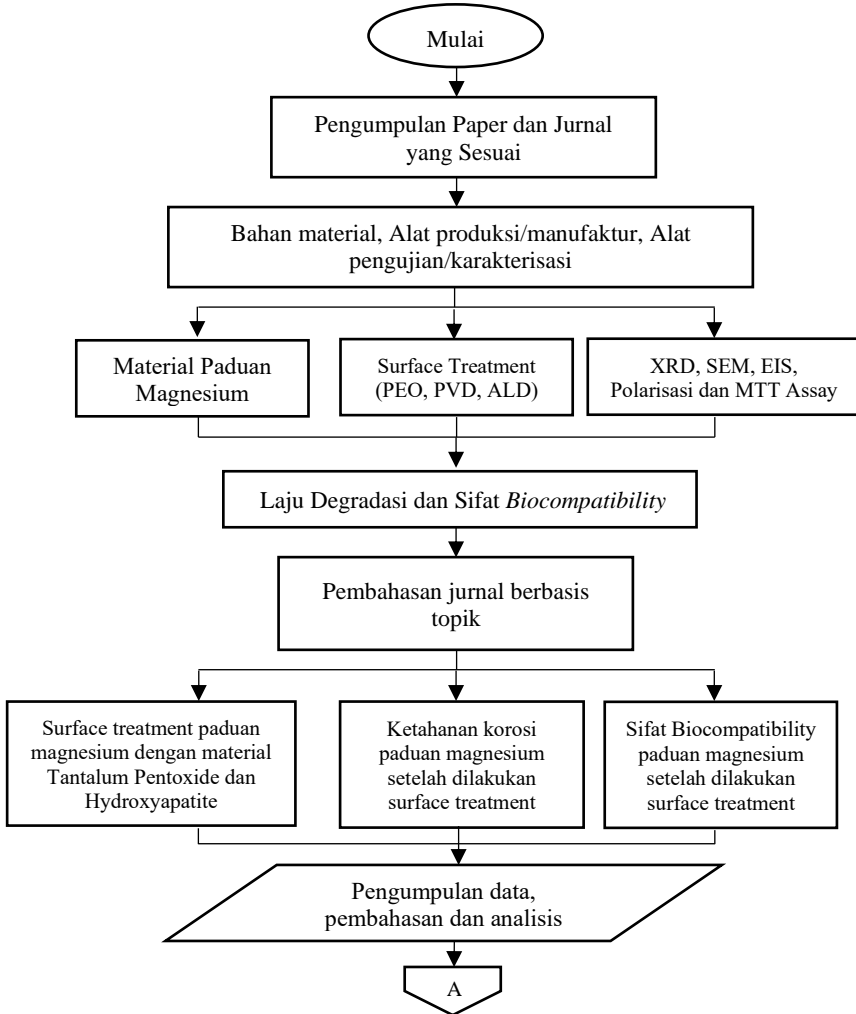 Mulai
Pengumpulan Paper dan Jurnal
yang Sesuai
Bahan material, Alat produksi/manufaktur, Alat
pengujian/karakterisasi
Material Paduan
Magnesium
Surface Treatment
(PEO, PVD, ALD)
XRD, SEM, EIS,
Polarisasi dan MTT Assay
Laju Degradasi dan Sifat Biocompatibility
Pembahasan jurnal berbasis
topik
Surface treatment paduan
magnesium dengan material
Tantalum Pentoxide dan
Hydroxyapatite
Ketahanan korosi
paduan magnesium
setelah dilakukan
surface treatment
Sifat Biocompatibility
paduan magnesium
setelah dilakukan
surface treatment
Pengumpulan data,
pembahasan dan analisis
A